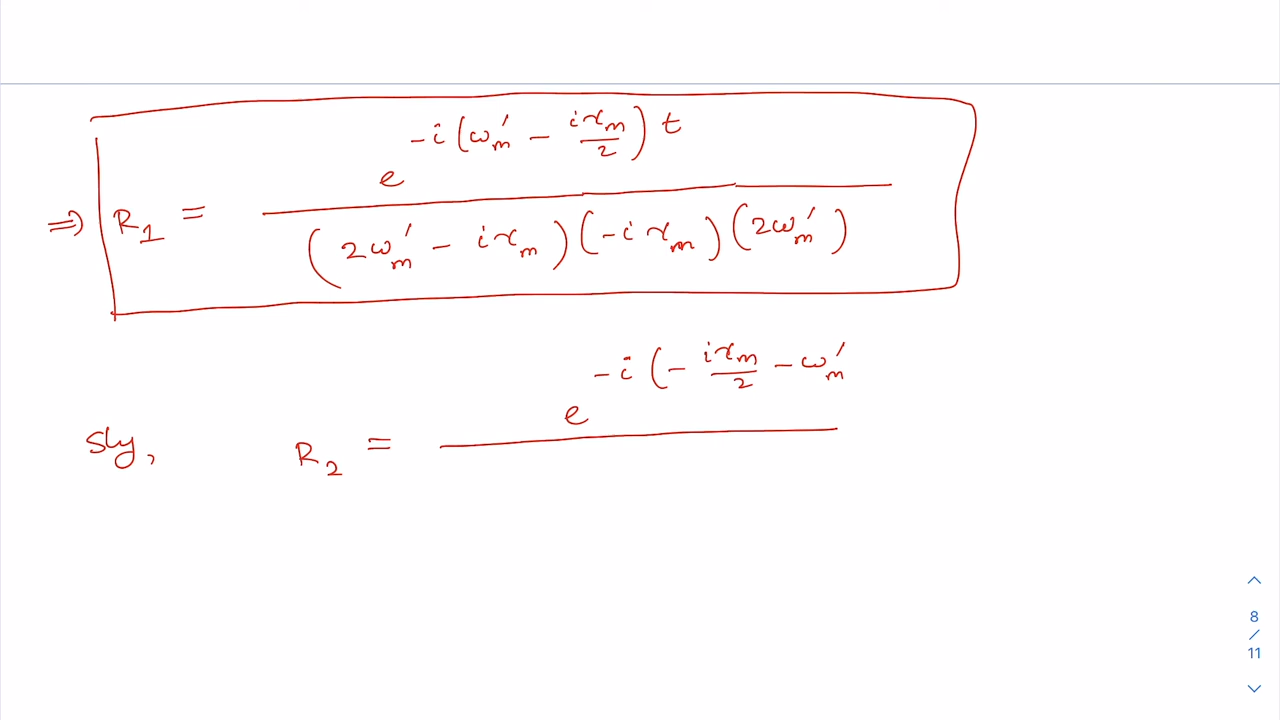 ⇒ R₁ = e^{-i(ω′ₘ - iγₘ/2)t} / (2ω′ₘ - iγₘ)(-iγₘ)(2ω′ₘ)
Sly, R₂ = e^{-i(-iγₘ/2 - ω′ₘ}
8
/
11